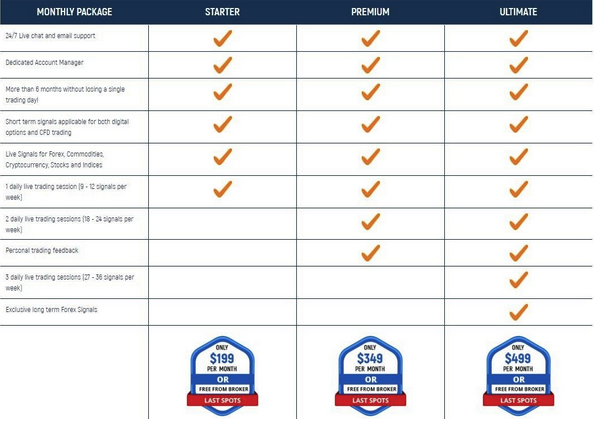 MONTHLY PACKAGE STARTER PREMIUM ULTIMATE
24/7 Live chat and email support
Dedicated Account Manager
More than 6 months without losing a single
trading day!
Short term signals applicable for both digital
options and CFD trading
Live Signals for Forex, Commodities,
Cryptocurrency, Stocks and Indices
1 daily live trading session (9 - 12 signals per
week)
2 daily live trading sessions (18 - 24 signals per
week)
Personal trading feedback
3 daily live trading sessions (27 - 36 signals per
week)
Exclusive long term Forex Signals
ONLY
$199
PER MONTH
OR
FREE FROM BROKER
LAST SPOTS
ONLY
$349
PER MONTH
OR
FREE FROM BROKER
LAST SPOTS
ONLY
$499
PER MONTH
OR
FREE FROM BROKER
LAST SPOTS